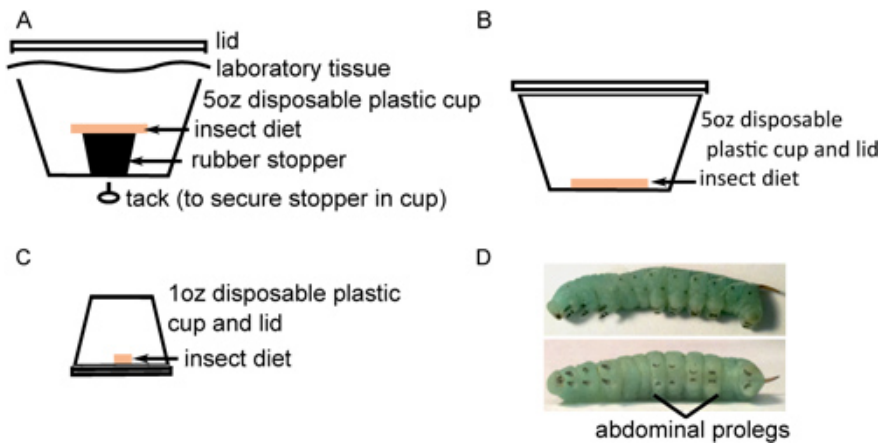 A
lid
laboratory tissue
5oz disposable plastic cup
insect diet
rubber stopper
tack (to secure stopper in cup)
B
5oz disposable
plastic cup and lid
insect diet
C
1oz disposable plastic
cup and lid
insect diet
D
abdominal prolegs